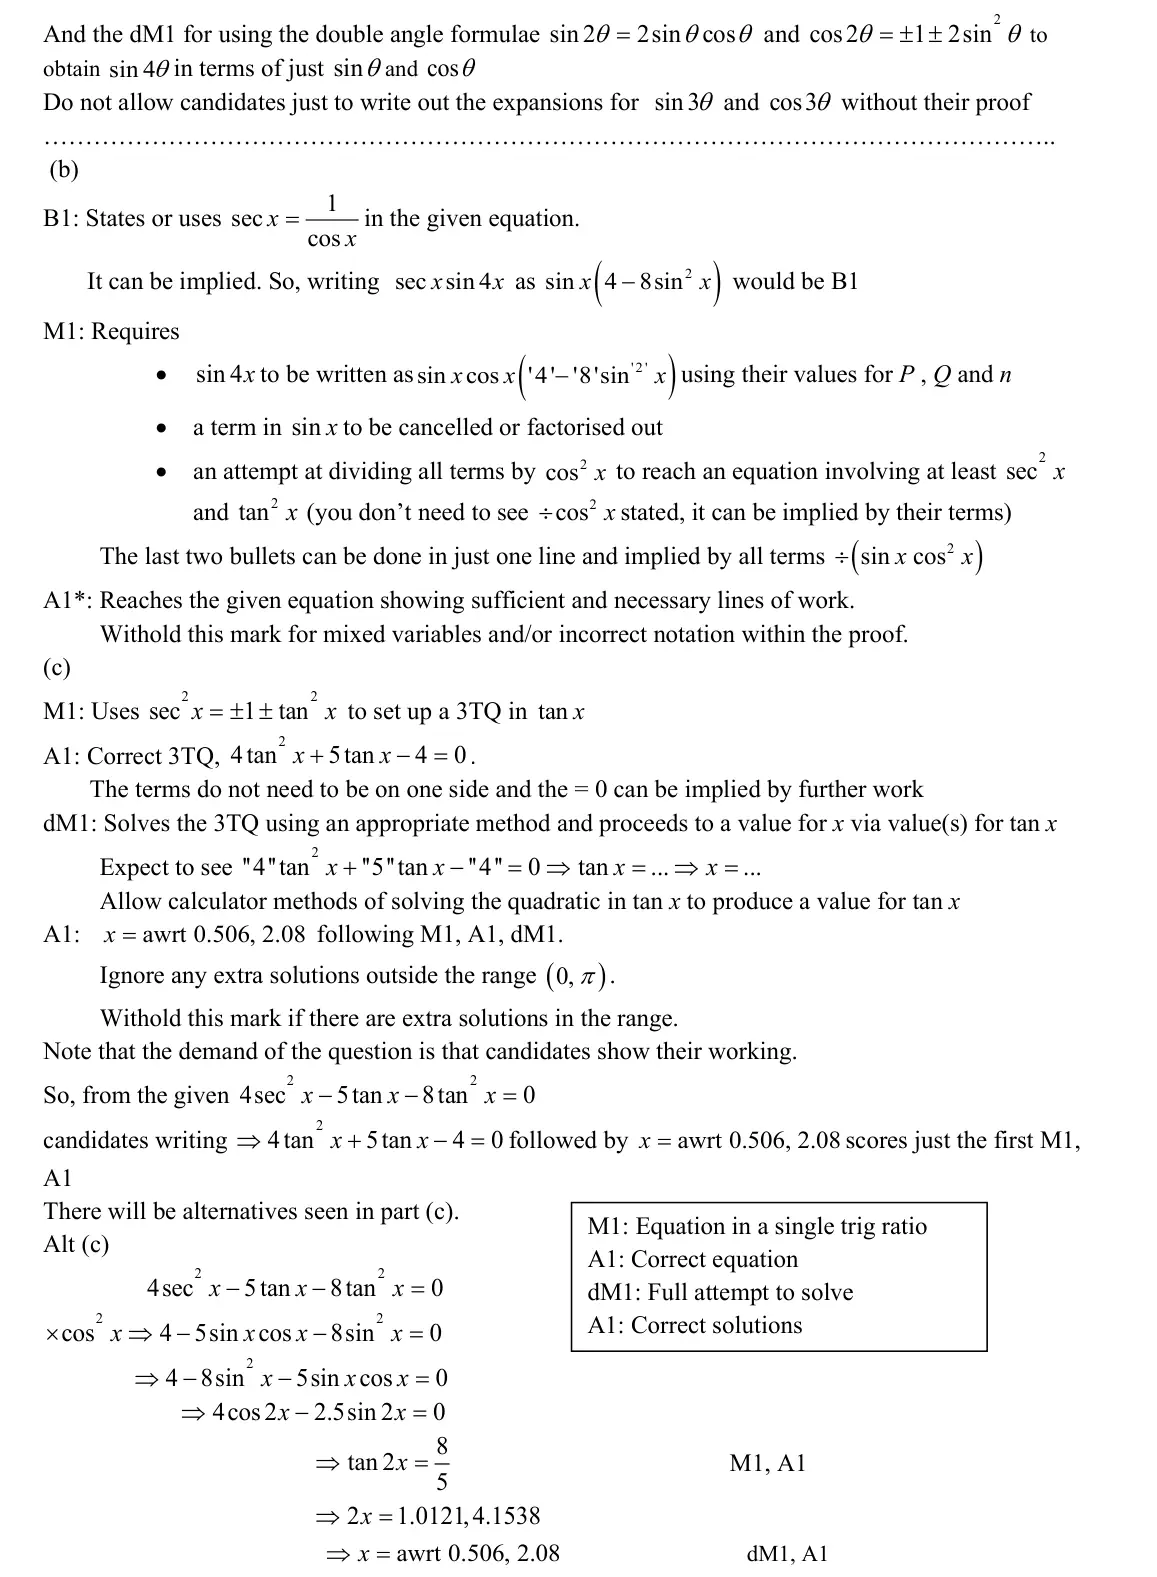 And the dM1 for using the double angle formulae sin 2θ = 2 sin θ cos θ and cos 2θ = ±1 ± 2 sin² θ to
obtain sin 4θ in terms of just sin θ and cos θ
Do not allow candidates just to write out the expansions for sin 3θ and cos 3θ without their proof
……………………………………………………………………………………………………………..
(b)
B1: States or uses sec x = 1/cos x in the given equation.
It can be implied. So, writing sec x sin 4x as sin x(4 − 8 sin² x) would be B1
M1: Requires
• sin 4x to be written as sin x cos x('4'− '8' sin'²' x) using their values for P , Q and n
• a term in sin x to be cancelled or factorised out
• an attempt at dividing all terms by cos² x to reach an equation involving at least sec² x
and tan² x (you don’t need to see ÷cos² x stated, it can be implied by their terms)
The last two bullets can be done in just one line and implied by all terms ÷(sin x cos² x)
A1*: Reaches the given equation showing sufficient and necessary lines of work.
Withold this mark for mixed variables and/or incorrect notation within the proof.
(c)
M1: Uses sec² x = ±1 ± tan² x to set up a 3TQ in tan x
A1: Correct 3TQ, 4 tan² x + 5 tan x − 4 = 0 .
The terms do not need to be on one side and the = 0 can be implied by further work
dM1: Solves the 3TQ using an appropriate method and proceeds to a value for x via value(s) for tan x
Expect to see "4" tan² x + "5" tan x − "4" = 0 ⇒ tan x = ... ⇒ x = ...
Allow calculator methods of solving the quadratic in tan x to produce a value for tan x
A1: x = awrt 0.506, 2.08 following M1, A1, dM1.
Ignore any extra solutions outside the range (0, π).
Withold this mark if there are extra solutions in the range.
Note that the demand of the question is that candidates show their working.
So, from the given 4 sec² x − 5 tan x − 8 tan² x = 0
candidates writing ⇒ 4 tan² x + 5 tan x − 4 = 0 followed by x = awrt 0.506, 2.08 scores just the first M1,
A1
There will be alternatives seen in part (c).
Alt (c)
M1: Equation in a single trig ratio
A1: Correct equation
dM1: Full attempt to solve
A1: Correct solutions
4 sec² x − 5 tan x − 8 tan² x = 0
×cos² x ⇒ 4 − 5 sin x cos x − 8 sin² x = 0
⇒ 4 − 8 sin² x − 5 sin x cos x = 0
⇒ 4 cos 2x − 2.5 sin 2x = 0
⇒ tan 2x = 8/5 M1, A1
⇒ 2x = 1.0121, 4.1538
⇒ x = awrt 0.506, 2.08 dM1, A1